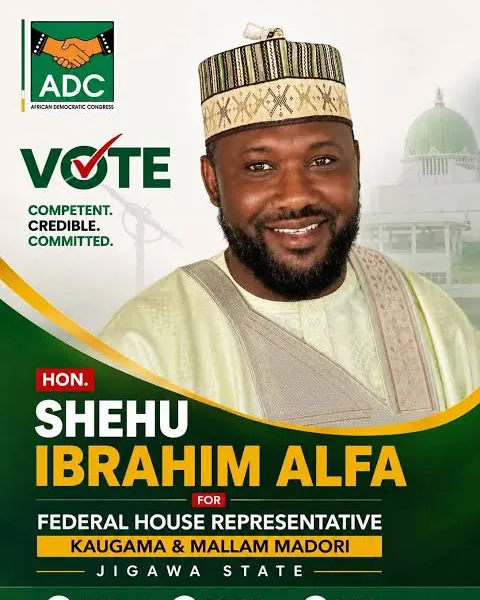 ADC
AFRICAN DEMOCRATIC CONGRESS
VOTE
COMPETENT.
CREDIBLE.
COMMITTED.
HON.
SHEHU
IBRAHIM ALFA
FOR
FEDERAL HOUSE REPRESENTATIVE
KAUGAMA & MALLAM MADORI
JIGAWA STATE